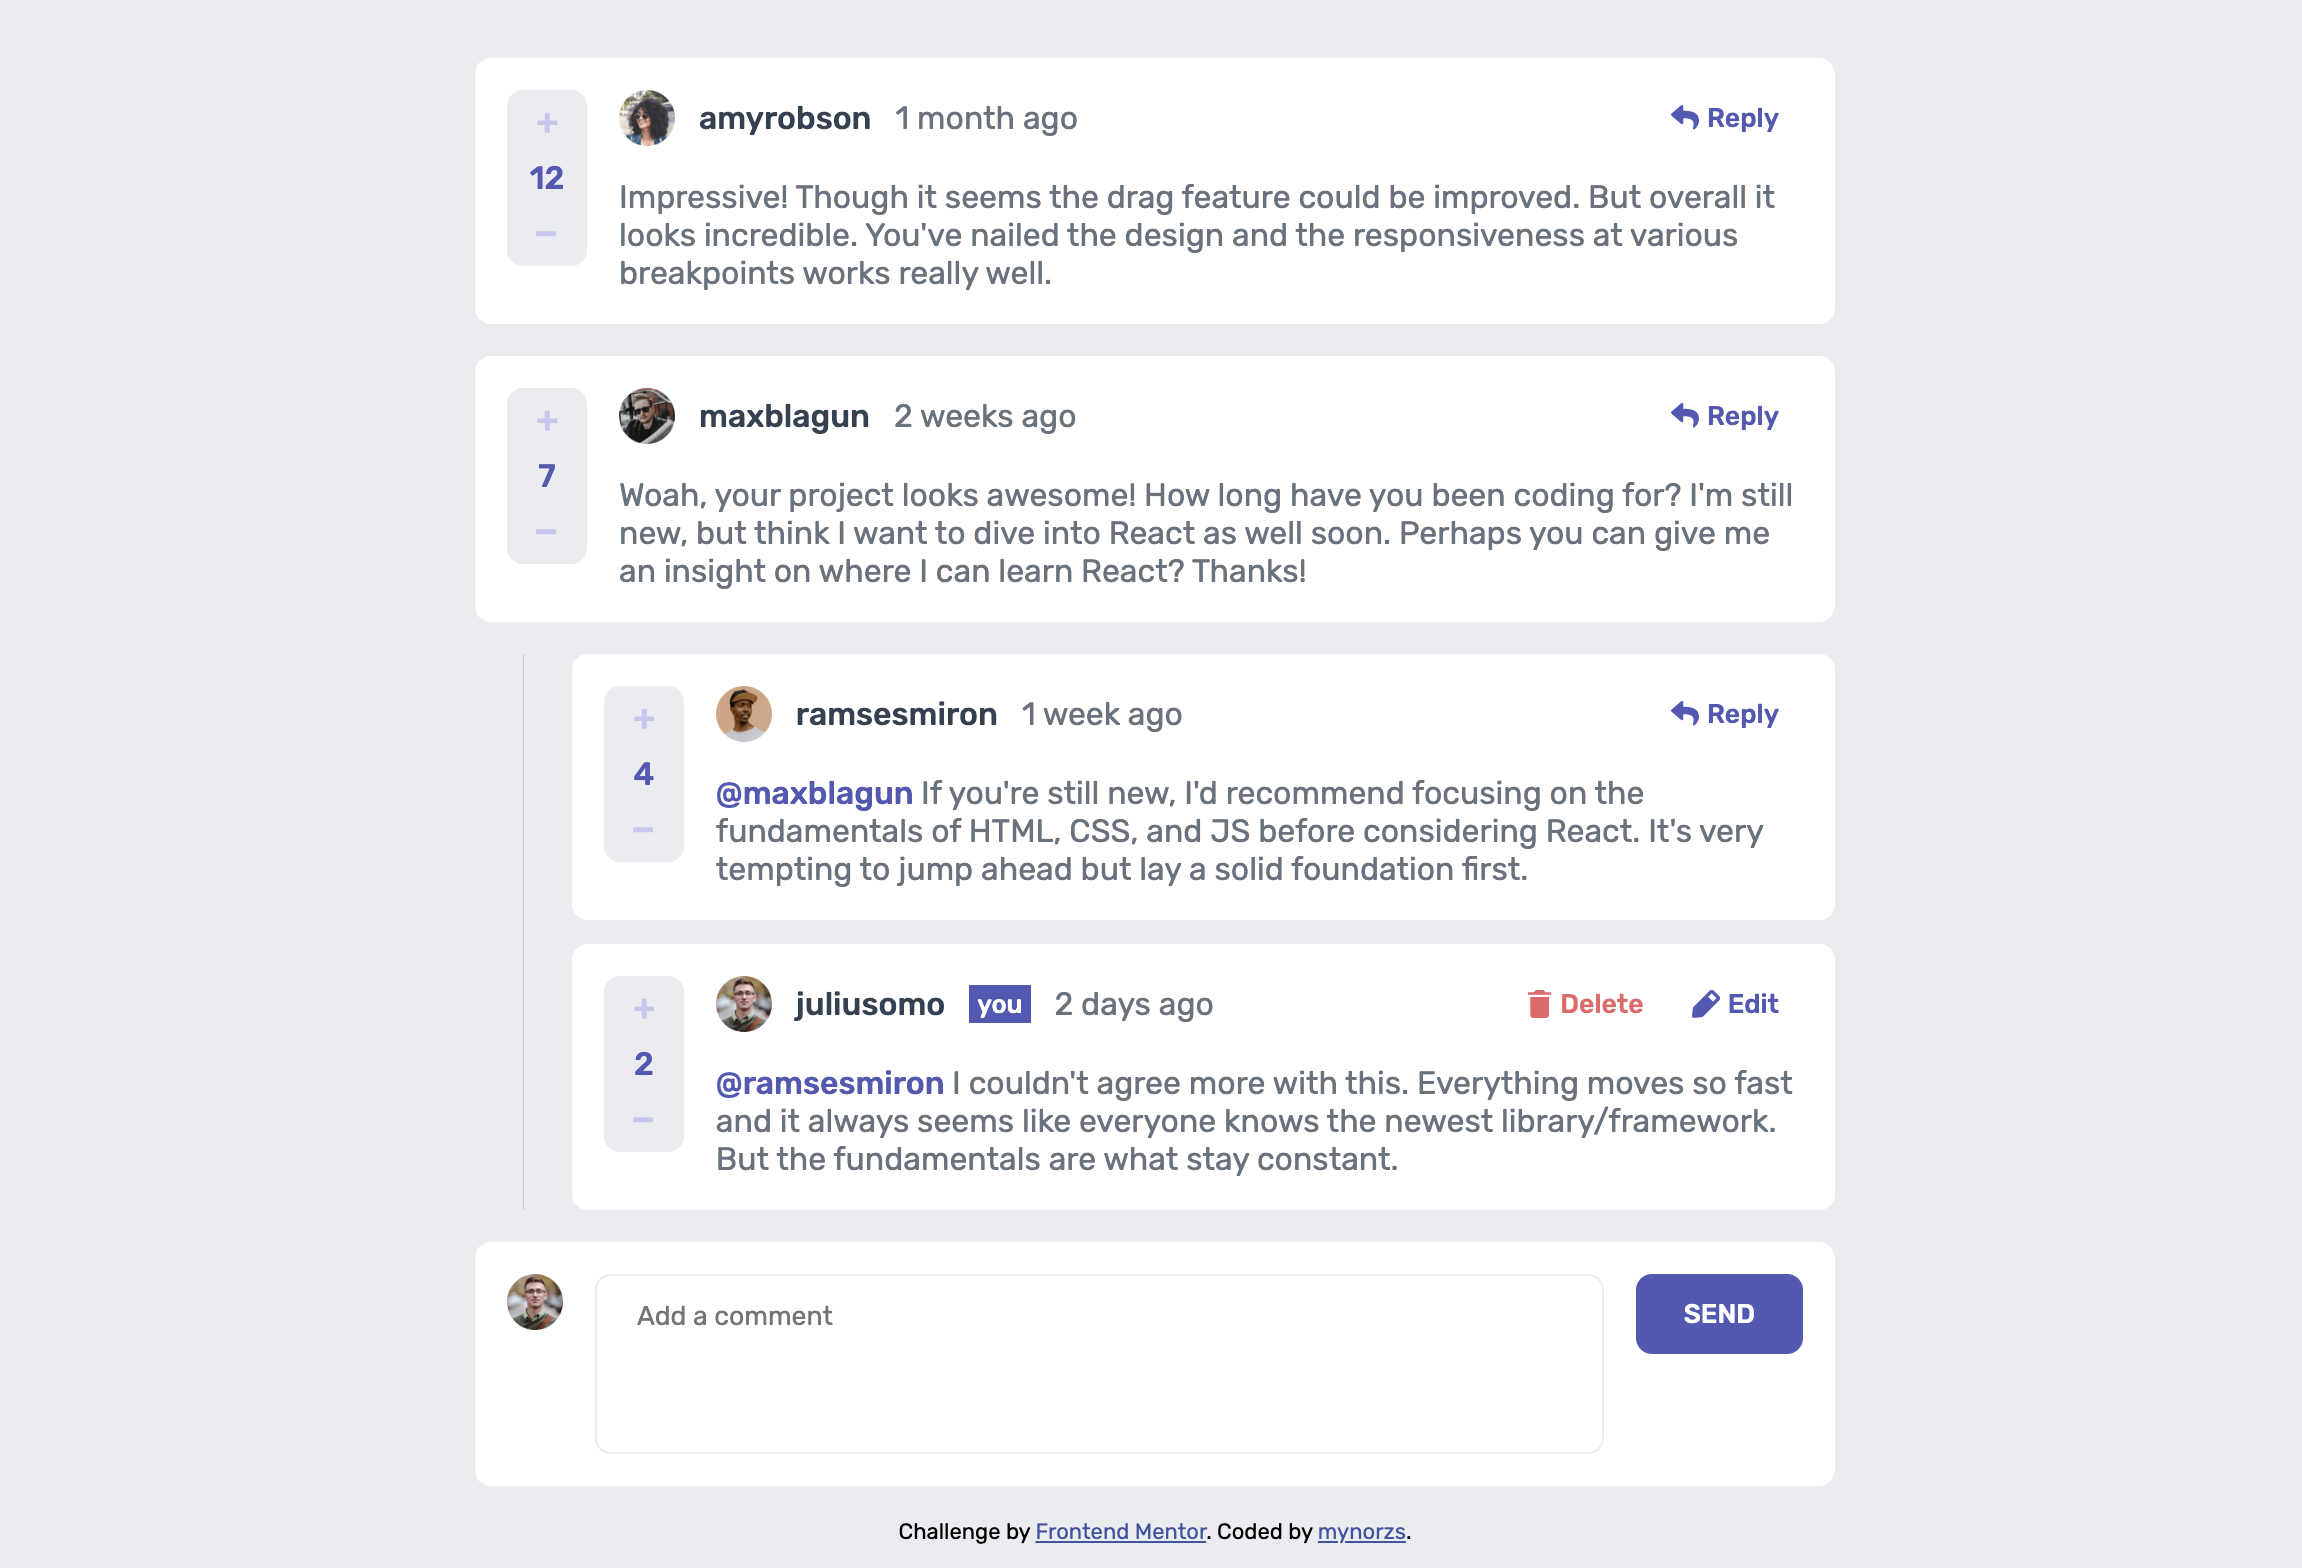 +
12
−
amyrobson 1 month ago Reply
Impressive! Though it seems the drag feature could be improved. But overall it
looks incredible. You've nailed the design and the responsiveness at various
breakpoints works really well.
+
7
−
maxblagun 2 weeks ago Reply
Woah, your project looks awesome! How long have you been coding for? I'm still
new, but think I want to dive into React as well soon. Perhaps you can give me
an insight on where I can learn React? Thanks!
+
4
−
ramsesmiron 1 week ago Reply
@maxblagun If you're still new, I'd recommend focusing on the
fundamentals of HTML, CSS, and JS before considering React. It's very
tempting to jump ahead but lay a solid foundation first.
+
2
−
juliusomo you 2 days ago Delete Edit
@ramsesmiron I couldn't agree more with this. Everything moves so fast
and it always seems like everyone knows the newest library/framework.
But the fundamentals are what stay constant.
Add a comment
SEND
Challenge by Frontend Mentor. Coded by mynorzs.